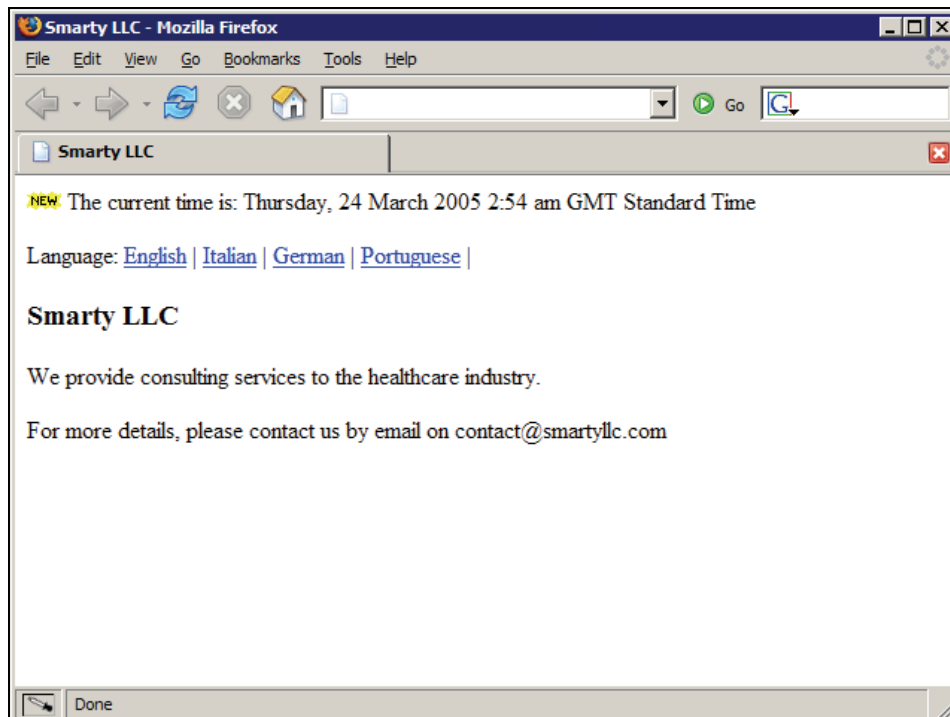 Smarty LLC - Mozilla Firefox
File Edit View Go Bookmarks Tools Help
Go G
Smarty LLC
NEW The current time is: Thursday, 24 March 2005 2:54 am GMT Standard Time
Language: English | Italian | German | Portuguese |
Smarty LLC
We provide consulting services to the healthcare industry.
For more details, please contact us by email on contact@smartyllc.com
Done